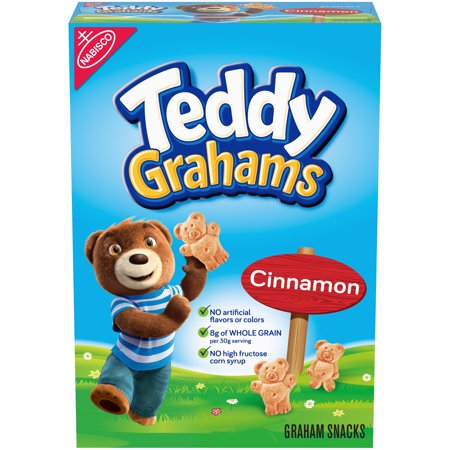 NABISCO
Teddy
Grahams
Cinnamon
NO artificial
flavors or colors
8g of WHOLE GRAIN
per 30g serving
NO high fructose
corn syrup
GRAHAM SNACKS